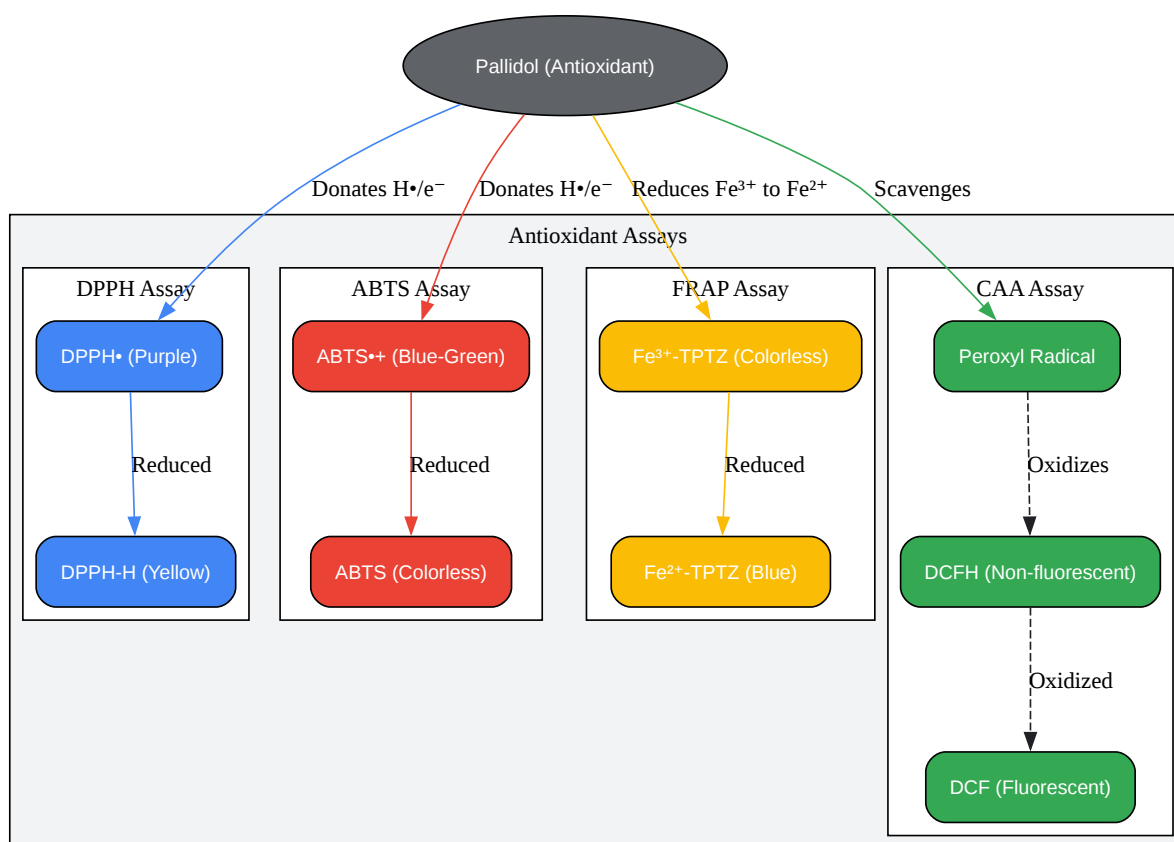 Pallidol (Antioxidant)
Donates H•/e⁻
Donates H•/e⁻
Reduces Fe³⁺ to Fe²⁺
Scavenges
Antioxidant Assays
DPPH Assay
ABTS Assay
FRAP Assay
CAA Assay
DPPH• (Purple)
ABTS•+ (Blue-Green)
Fe³⁺-TPTZ (Colorless)
Peroxyl Radical
Reduced
Reduced
Reduced
Oxidizes
DPPH-H (Yellow)
ABTS (Colorless)
Fe²⁺-TPTZ (Blue)
DCFH (Non-fluorescent)
Oxidized
DCF (Fluorescent)